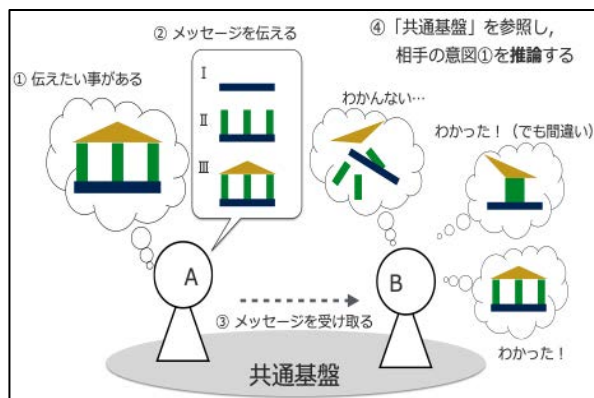 ① 伝えたい事がある
② メッセージを伝える
Ⅰ
Ⅱ
Ⅲ
④「共通基盤」を参照し,
相手の意図①を推論する
わかんない…
わかった！（でも間違い）
わかった！
A
B
③ メッセージを受け取る
共通基盤